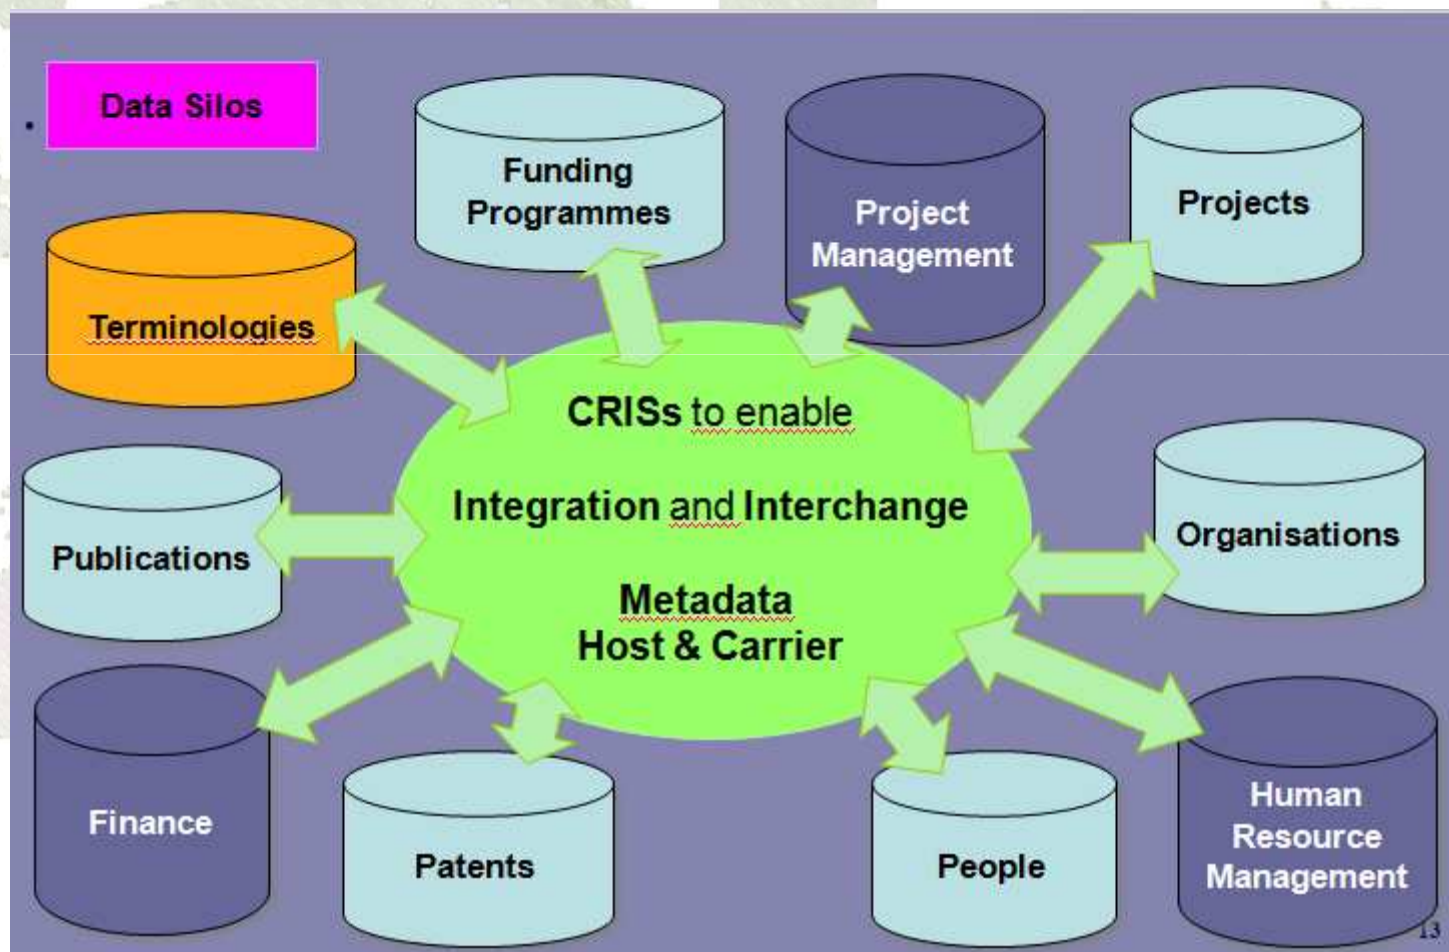 Data Silos
Funding
Programmes
Project
Management
Projects
Terminologies
CRISs to enable
Integration and Interchange
Metadata
Host & Carrier
Publications
Organisations
Finance
Patents
People
Human
Resource
Management
13